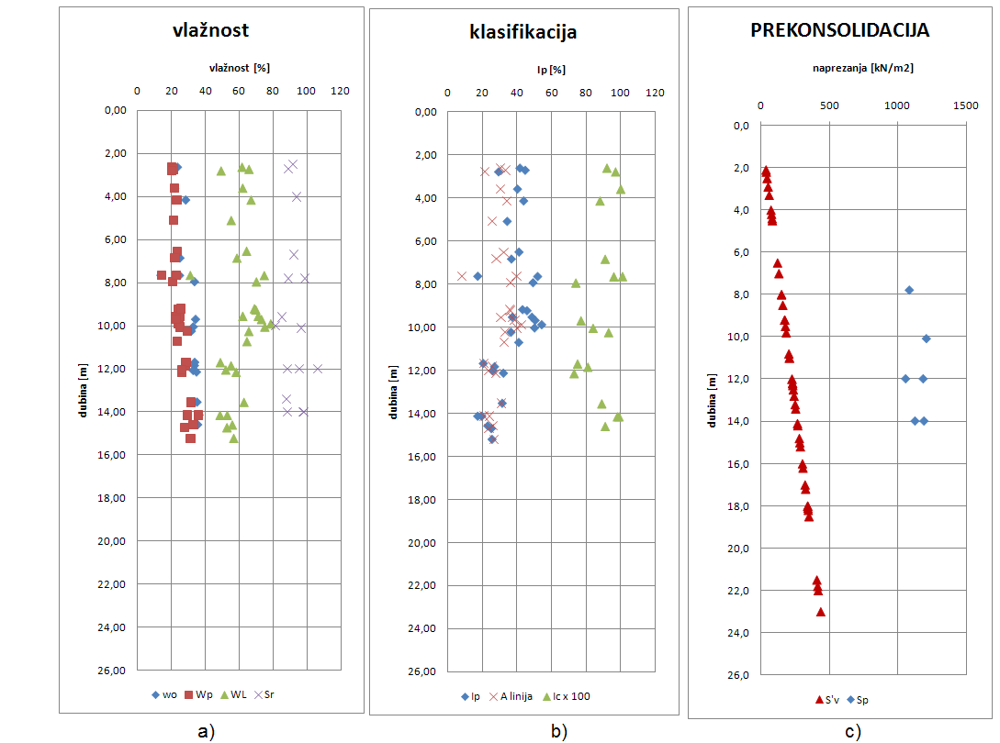 vlažnost
vlažnost [%]
0 20 40 60 80 100 120
0,00
2,00
4,00
6,00
8,00
10,00
12,00
14,00
16,00
18,00
20,00
22,00
24,00
26,00
dubina [m]
wo Wp WL Sr
a)
klasifikacija
Ip [%]
0 20 40 60 80 100 120
0,00
2,00
4,00
6,00
8,00
10,00
12,00
14,00
16,00
18,00
20,00
22,00
24,00
26,00
dubina [m]
Ip A linija Ic x 100
b)
PREKONSOLIDACIJA
naprezanja [kN/m2]
0 500 1000 1500
0,0
2,0
4,0
6,0
8,0
10,0
12,0
14,0
16,0
18,0
20,0
22,0
24,0
26,0
dubina [m]
S'v Sp
c)